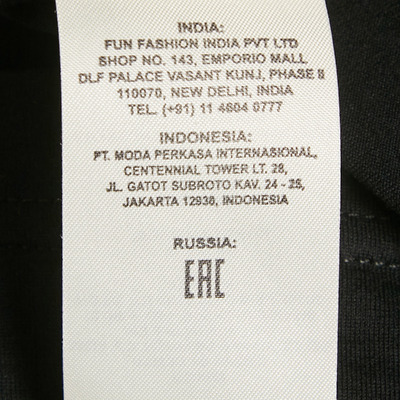 INDIA:
FUN FASHION INDIA PVT LTD
SHOP NO. 143, EMPORIO MALL
DLF PALACE VASANT KUNJ, PHASE II
110070, NEW DELHI, INDIA
TEL. (+91) 11 4604 0777
INDONESIA:
PT. MODA PERKASA INTERNASIONAL,
CENTENNIAL TOWER LT. 28,
JL. GATOT SUBROTO KAV. 24 - 25,
JAKARTA 12930, INDONESIA
RUSSIA:
EAC